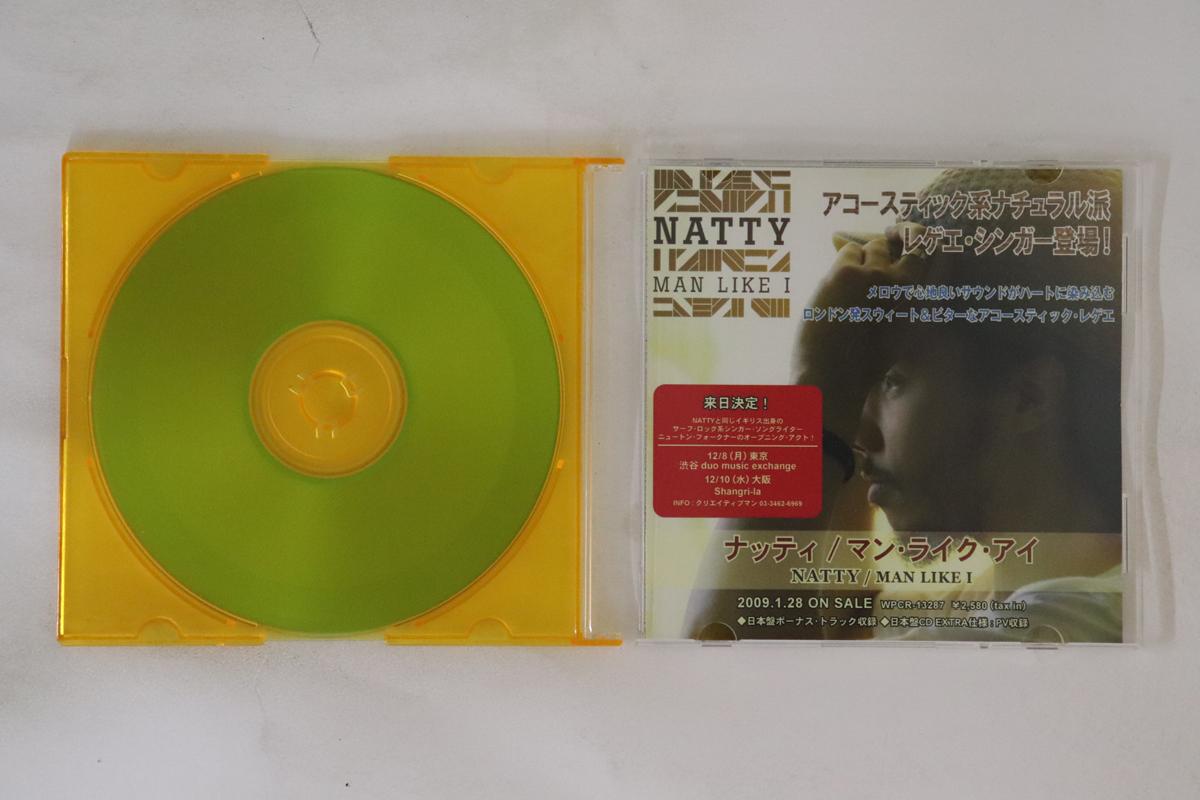 NATTY
MAN LIKE I
アコースティック系ナチュラル派
レゲエ・シンガー登場!
メロウで心地良いサウンドがハートに染み込む
ロンドン発スウィート&ビターなアコースティック・レゲエ
来日決定!
NATTYと同じイギリス出身の
サーフ・ロック系シンガー・ソングライター
ニュートン・フォークナーのオープニング・アクト!
12/8(月)東京
渋谷 duo music exchange
12/10(水)大阪
Shangri-la
INFO:クリエイティブマン 03-3462-6969
ナッティ / マン・ライク・アイ
NATTY / MAN LIKE I
2009.1.28 ON SALE WPCR-13287 ¥2,580 (tax in)
◆日本盤ボーナス・トラック収録 ◆日本盤CD EXTRA仕様:PV収録